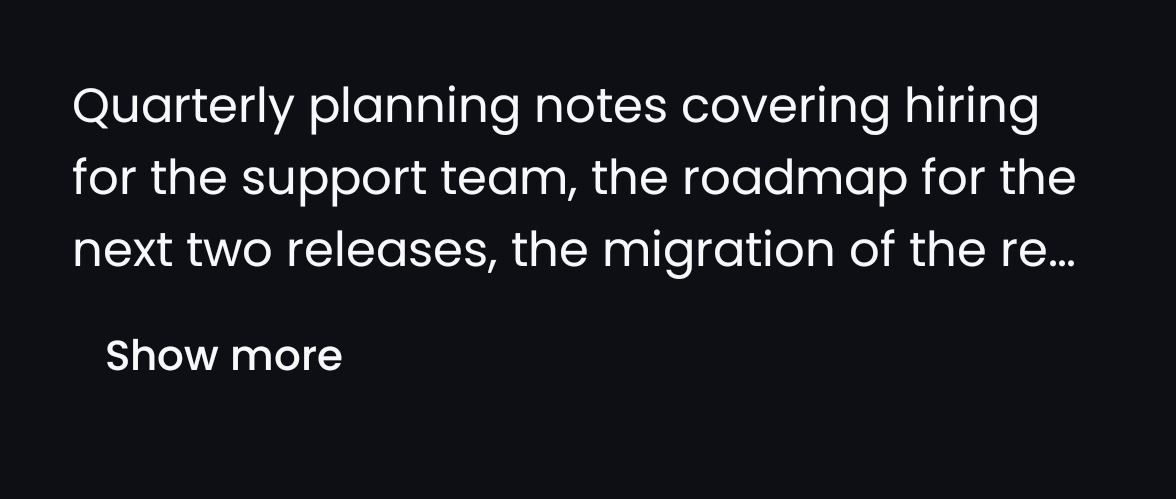 Quarterly planning notes covering hiring
for the support team, the roadmap for the
next two releases, the migration of the re…
Show more